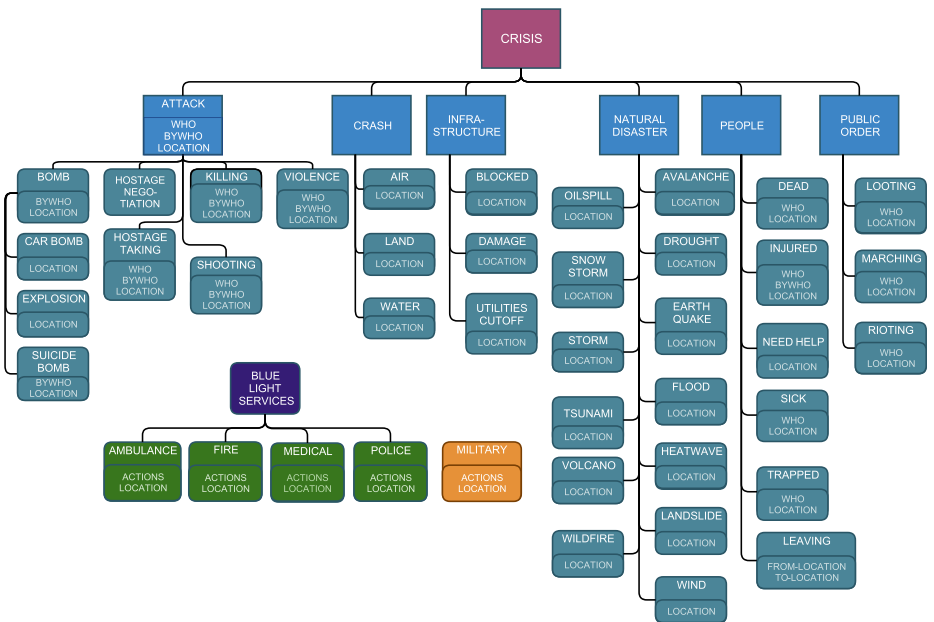 CRISIS
ATTACK
WHO
BYWHO
LOCATION
CRASH
INFRA-
STRUCTURE
NATURAL
DISASTER
PEOPLE
PUBLIC
ORDER
BOMB
BYWHO
LOCATION
CAR BOMB
LOCATION
EXPLOSION
LOCATION
SUICIDE
BOMB
BYWHO
LOCATION
HOSTAGE
NEGO-
TIATION
HOSTAGE
TAKING
WHO
BYWHO
LOCATION
KILLING
WHO
BYWHO
LOCATION
SHOOTING
WHO
BYWHO
LOCATION
VIOLENCE
WHO
BYWHO
LOCATION
AIR
LOCATION
LAND
LOCATION
WATER
LOCATION
BLOCKED
LOCATION
DAMAGE
LOCATION
UTILITIES
CUTOFF
LOCATION
OILSPILL
LOCATION
SNOW
STORM
LOCATION
STORM
LOCATION
TSUNAMI
LOCATION
VOLCANO
LOCATION
WILDFIRE
LOCATION
AVALANCHE
LOCATION
DROUGHT
LOCATION
EARTH
QUAKE
LOCATION
FLOOD
LOCATION
HEATWAVE
LOCATION
LANDSLIDE
LOCATION
WIND
LOCATION
DEAD
WHO
LOCATION
INJURED
WHO
BYWHO
LOCATION
NEED HELP
LOCATION
SICK
WHO
LOCATION
TRAPPED
WHO
LOCATION
LEAVING
FROM-LOCATION
TO-LOCATION
LOOTING
WHO
LOCATION
MARCHING
WHO
LOCATION
RIOTING
WHO
LOCATION
BLUE
LIGHT
SERVICES
AMBULANCE
ACTIONS
LOCATION
FIRE
ACTIONS
LOCATION
MEDICAL
ACTIONS
LOCATION
POLICE
ACTIONS
LOCATION
MILITARY
ACTIONS
LOCATION